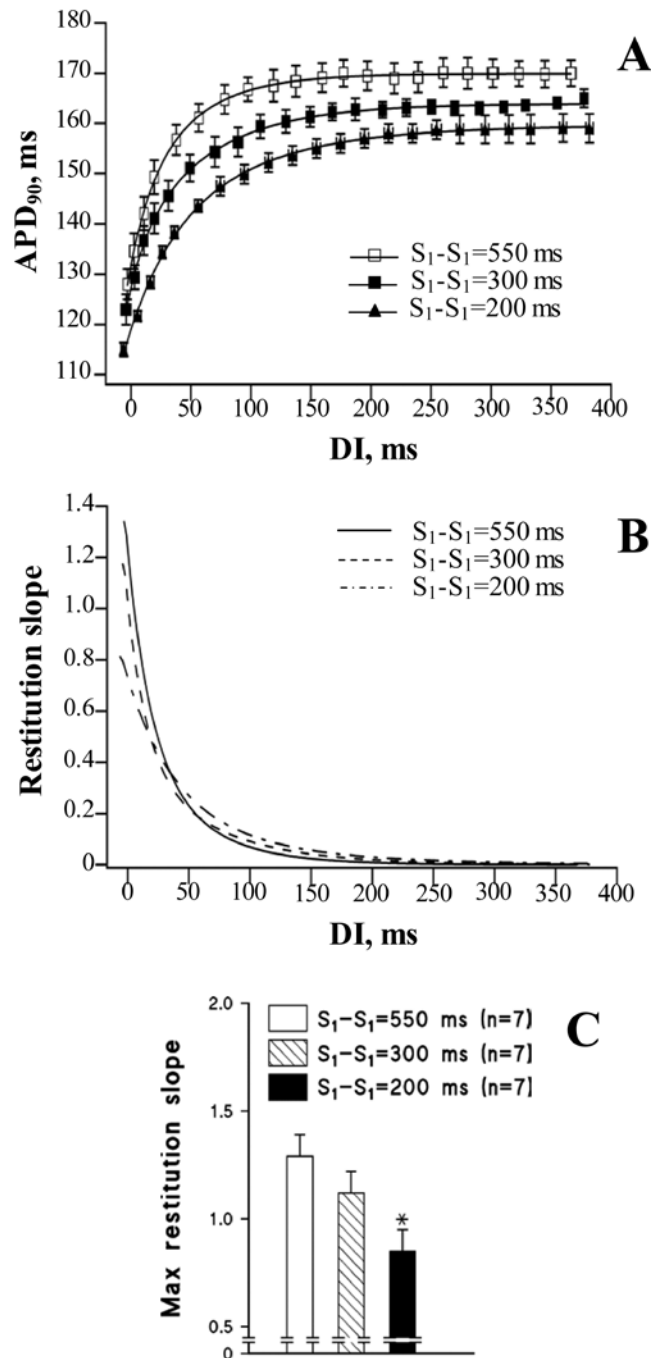 A
180
170
160
150
140
130
120
110
APD90, ms
S1-S1=550 ms
S1-S1=300 ms
S1-S1=200 ms
0 50 100 150 200 250 300 350 400
DI, ms
B
1.4
1.2
1.0
0.8
0.6
0.4
0.2
0
Restitution slope
S1-S1=550 ms
S1-S1=300 ms
S1-S1=200 ms
0 50 100 150 200 250 300 350 400
DI, ms
C
2.0
1.5
1.0
0.5
0
Max restitution slope
S1-S1=550 ms (n=7)
S1-S1=300 ms (n=7)
S1-S1=200 ms (n=7)
*